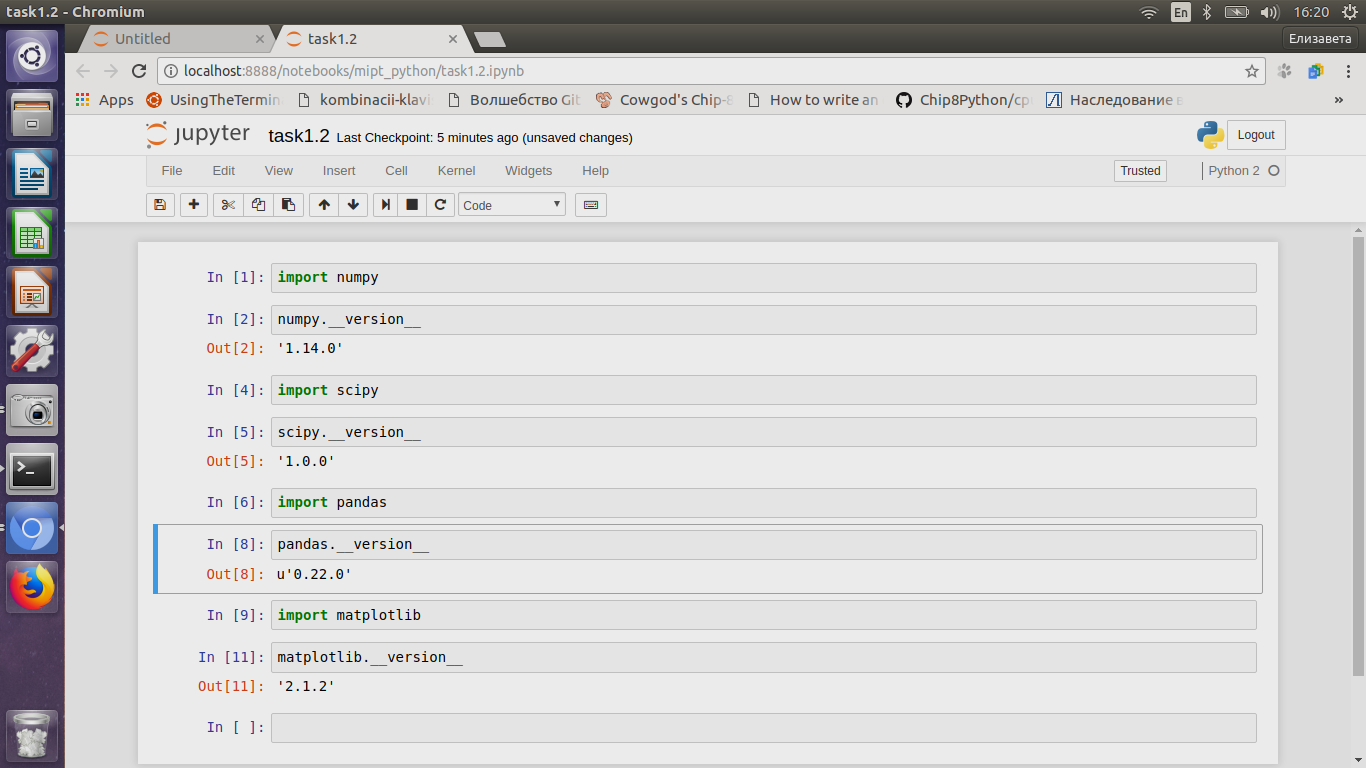 task1.2 - Chromium
En
16:20
Untitled
task1.2
Елизавета
localhost:8888/notebooks/mipt_python/task1.2.ipynb
Apps
UsingTheTermin
kombinacii-klavi
Волшебство Git
Cowgod's Chip-8
How to write an
Chip8Python/cp
Наследование в
»
jupyter
task1.2 Last Checkpoint: 5 minutes ago (unsaved changes)
Logout
File Edit View Insert Cell Kernel Widgets Help
Trusted
Python 2
Code
In [1]: import numpy
In [2]: numpy.__version__
Out[2]: '1.14.0'
In [4]: import scipy
In [5]: scipy.__version__
Out[5]: '1.0.0'
In [6]: import pandas
In [8]: pandas.__version__
Out[8]: u'0.22.0'
In [9]: import matplotlib
In [11]: matplotlib.__version__
Out[11]: '2.1.2'
In [ ]: